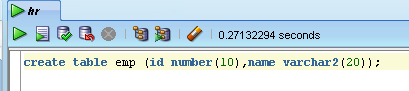 hr
0.27132294 seconds
create table emp (id number(10),name varchar2(20));